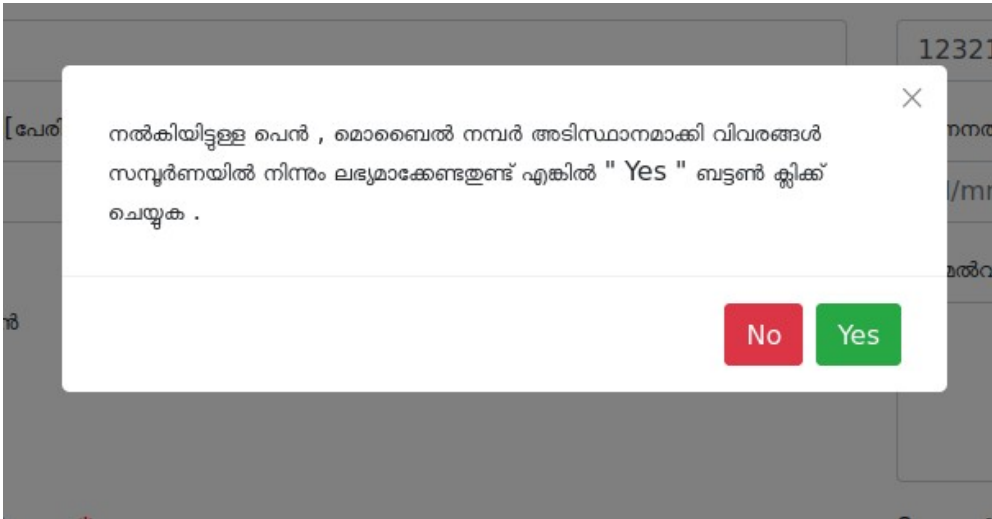 12321
[പേരി
നൽകിയിട്ടുള്ള പെൻ , മൊബൈൽ നമ്പർ അടിസ്ഥാനമാക്കി വിവരങ്ങൾ
സമ്പൂർണയിൽ നിന്നും ലഭ്യമാക്കേണ്ടതുണ്ട് എങ്കിൽ " Yes " ബട്ടൺ ക്ലിക്ക്
ചെയ്യുക .
No Yes